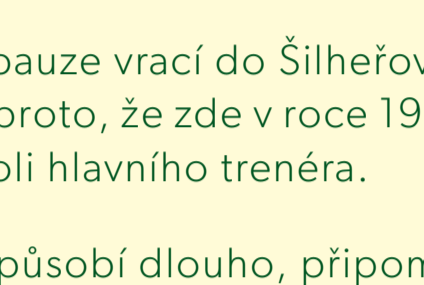 pauze vrací do Šilheřov
proto, že zde v roce 19
oli hlavního trenéra.
působí dlouho, připom